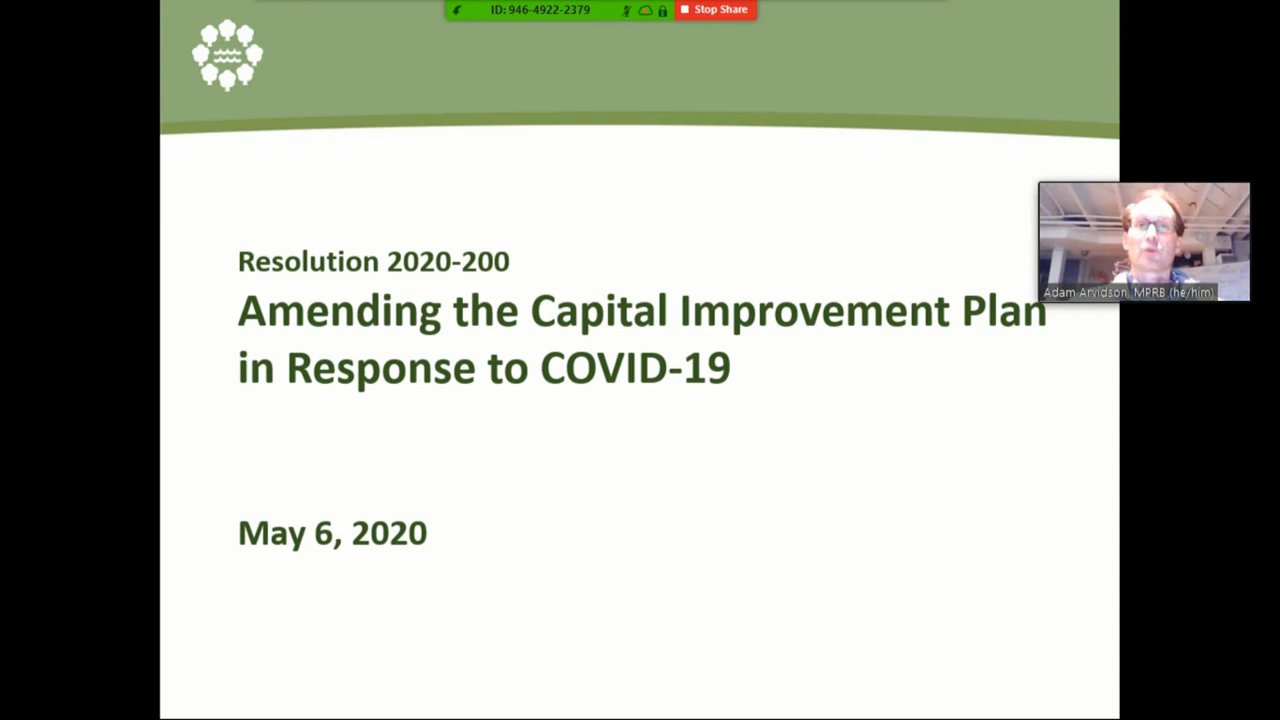 ID: 946-4922-2379
Stop Share
Resolution 2020-200
Amending the Capital Improvement Plan
in Response to COVID-19
Adam Arvidson, MPRB (he/him)
May 6, 2020